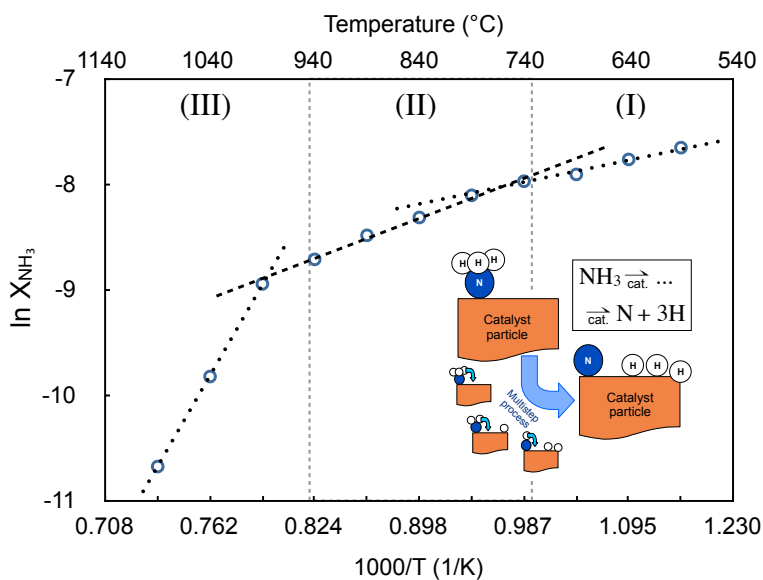 Temperature (°C)
1140 1040 940 840 740 640 540
-7
-8
-9
-10
-11
ln X_NH₃
(III) (II) (I)
H H H
N
Catalyst
particle
NH₃ ⇀ ...
cat.
⇀ N + 3H
cat.
Multistep
process
N H H H
Catalyst
particle
0.708 0.762 0.824 0.898 0.987 1.095 1.230
1000/T (1/K)